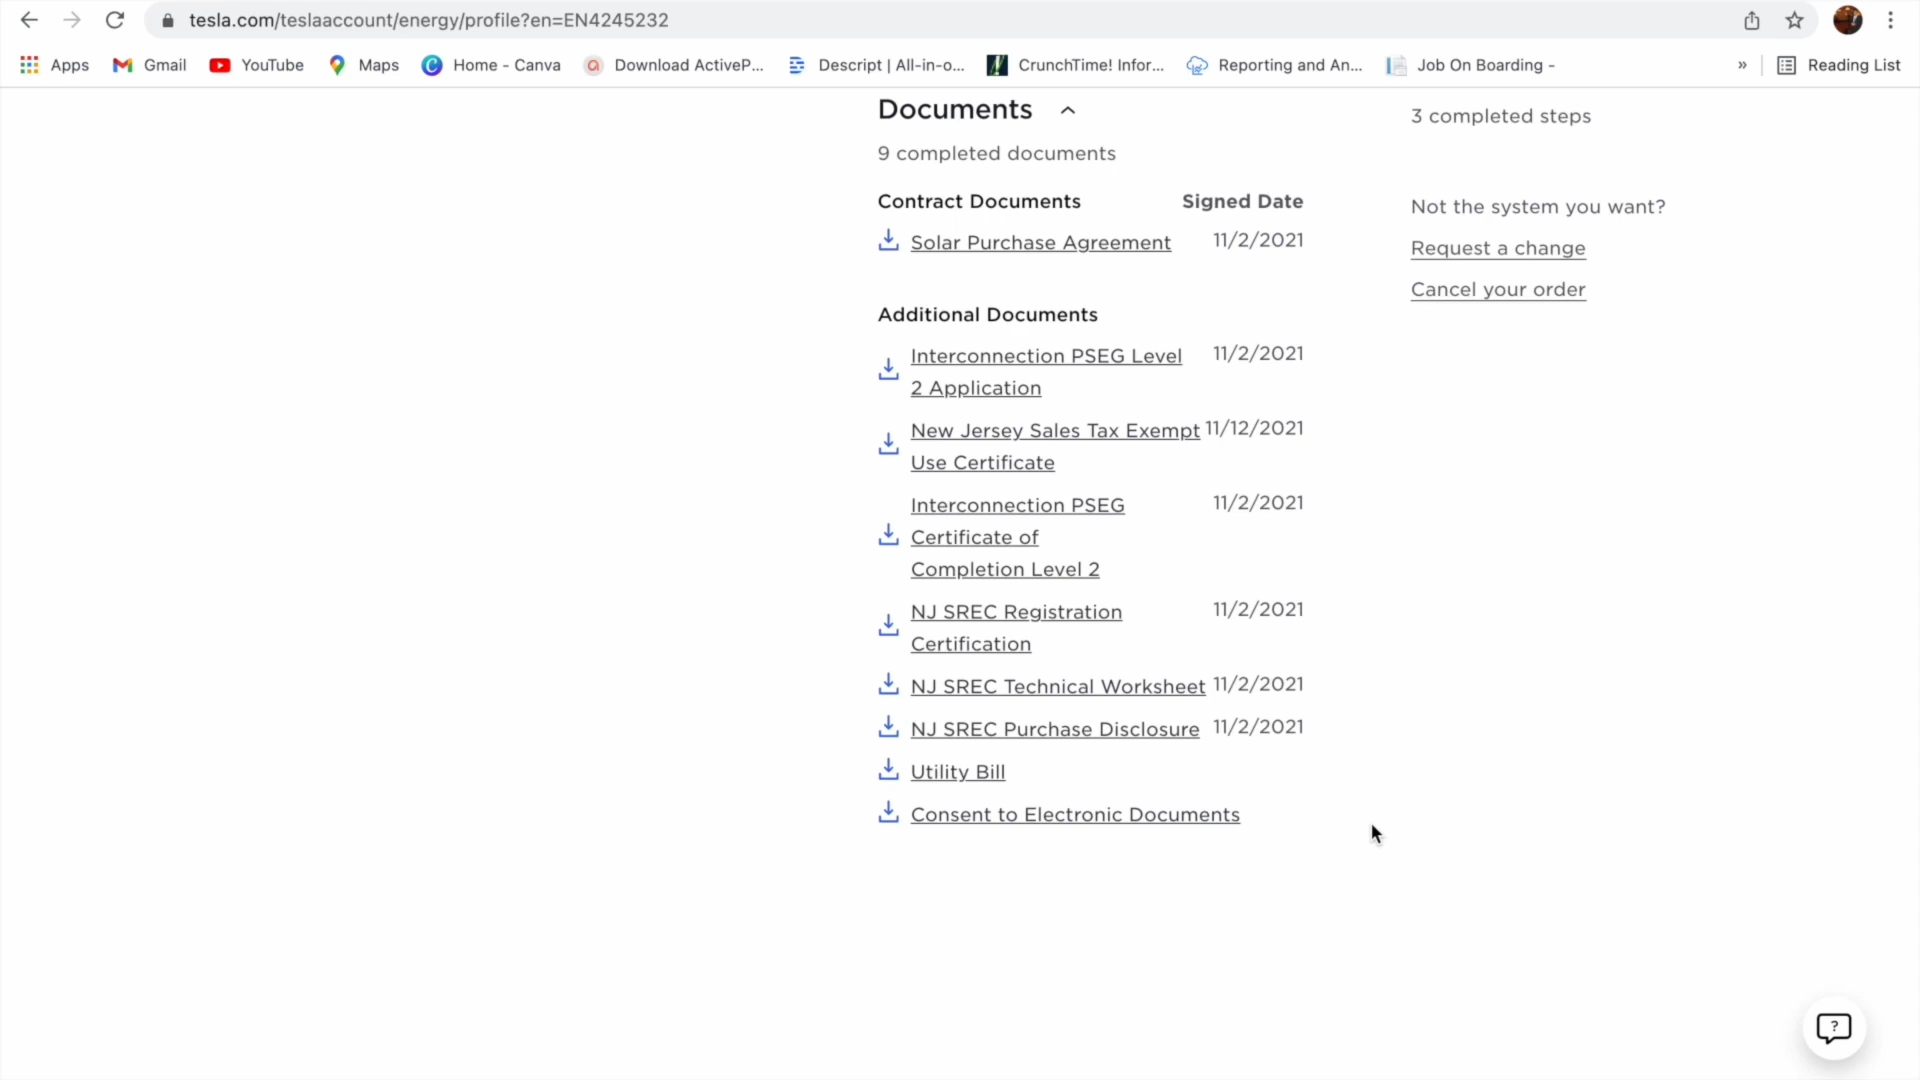 tesla.com/teslaaccount/energy/profile?en=EN4245232
Apps Gmail YouTube Maps Home - Canva Download ActiveP... Descript | All-in-o... CrunchTime! Infor... Reporting and An... Job On Boarding - » Reading List
Documents
3 completed steps
9 completed documents
Contract Documents Signed Date
Not the system you want?
Solar Purchase Agreement 11/2/2021
Request a change
Cancel your order
Additional Documents
Interconnection PSEG Level 11/2/2021
2 Application
New Jersey Sales Tax Exempt 11/12/2021
Use Certificate
Interconnection PSEG 11/2/2021
Certificate of
Completion Level 2
NJ SREC Registration 11/2/2021
Certification
NJ SREC Technical Worksheet 11/2/2021
NJ SREC Purchase Disclosure 11/2/2021
Utility Bill
Consent to Electronic Documents
?